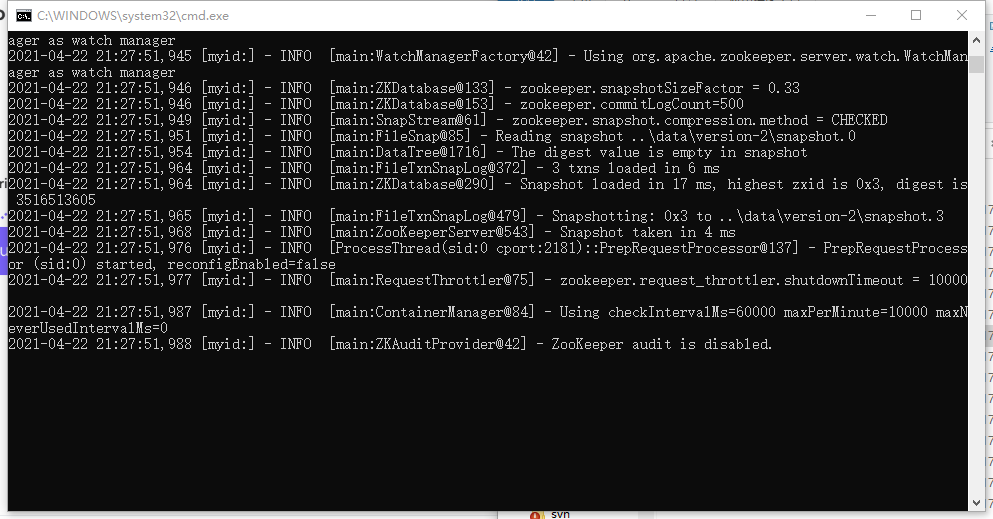 C:\WINDOWS\system32\cmd.exe
ager as watch manager
2021-04-22 21:27:51,945 [myid:] - INFO  [main:WatchManagerFactory@42] - Using org.apache.zookeeper.server.watch.WatchMan
ager as watch manager
2021-04-22 21:27:51,946 [myid:] - INFO  [main:ZKDatabase@133] - zookeeper.snapshotSizeFactor = 0.33
2021-04-22 21:27:51,946 [myid:] - INFO  [main:ZKDatabase@153] - zookeeper.commitLogCount=500
2021-04-22 21:27:51,949 [myid:] - INFO  [main:SnapStream@61] - zookeeper.snapshot.compression.method = CHECKED
2021-04-22 21:27:51,951 [myid:] - INFO  [main:FileSnap@85] - Reading snapshot ..\data\version-2\snapshot.0
2021-04-22 21:27:51,954 [myid:] - INFO  [main:DataTree@1716] - The digest value is empty in snapshot
2021-04-22 21:27:51,964 [myid:] - INFO  [main:FileTxnSnapLog@372] - 3 txns loaded in 6 ms
2021-04-22 21:27:51,964 [myid:] - INFO  [main:ZKDatabase@290] - Snapshot loaded in 17 ms, highest zxid is 0x3, digest is
 3516513605
2021-04-22 21:27:51,965 [myid:] - INFO  [main:FileTxnSnapLog@479] - Snapshotting: 0x3 to ..\data\version-2\snapshot.3
2021-04-22 21:27:51,968 [myid:] - INFO  [main:ZooKeeperServer@543] - Snapshot taken in 4 ms
2021-04-22 21:27:51,976 [myid:] - INFO  [ProcessThread(sid:0 cport:2181)::PrepRequestProcessor@137] - PrepRequestProcess
or (sid:0) started, reconfigEnabled=false
2021-04-22 21:27:51,977 [myid:] - INFO  [main:RequestThrottler@75] - zookeeper.request_throttler.shutdownTimeout = 10000
2021-04-22 21:27:51,987 [myid:] - INFO  [main:ContainerManager@84] - Using checkIntervalMs=60000 maxPerMinute=10000 maxN
everUsedIntervalMs=0
2021-04-22 21:27:51,988 [myid:] - INFO  [main:ZKAuditProvider@42] - ZooKeeper audit is disabled.
svn